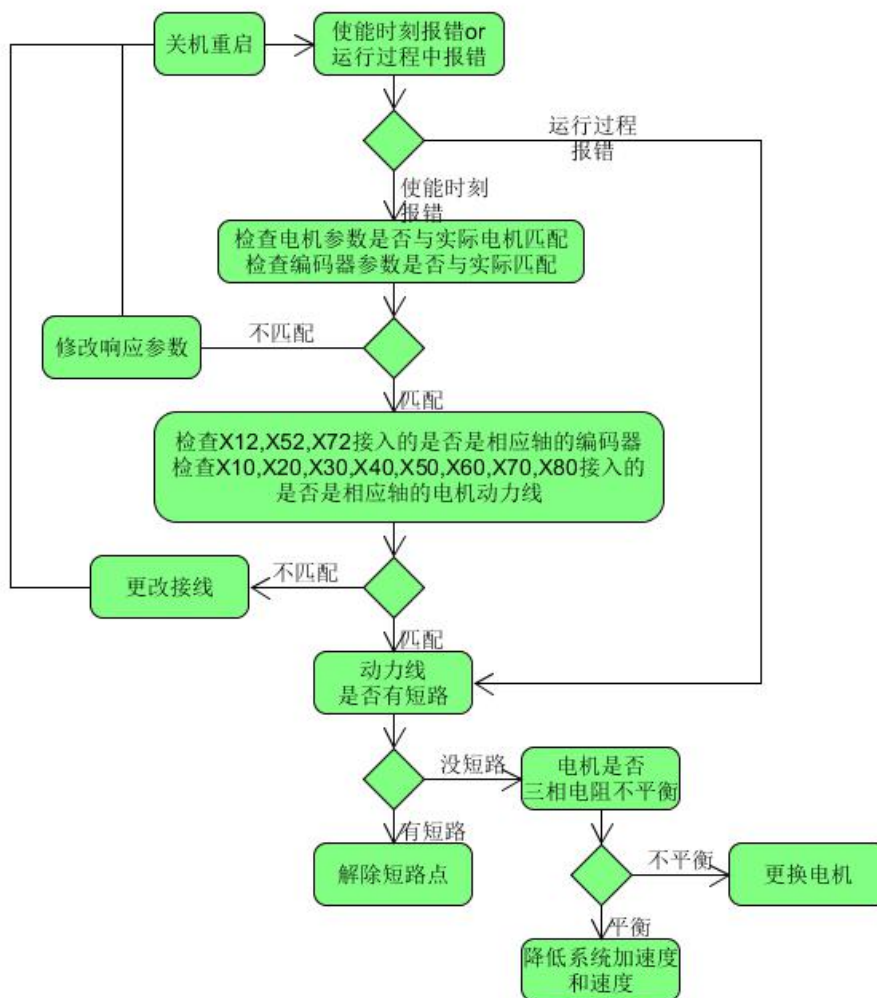 关机重启
使能时刻报错or
运行过程中报错
运行过程
报错
使能时刻
报错
检查电机参数是否与实际电机匹配
检查编码器参数是否与实际匹配
修改响应参数
不匹配
匹配
检查X12,X52,X72接入的是否是相应轴的编码器
检查X10,X20,X30,X40,X50,X60,X70,X80接入的
是否是相应轴的电机动力线
更改接线
不匹配
匹配
动力线
是否有短路
没短路
电机是否
三相电阻不平衡
有短路
解除短路点
不平衡
更换电机
平衡
降低系统加速度
和速度